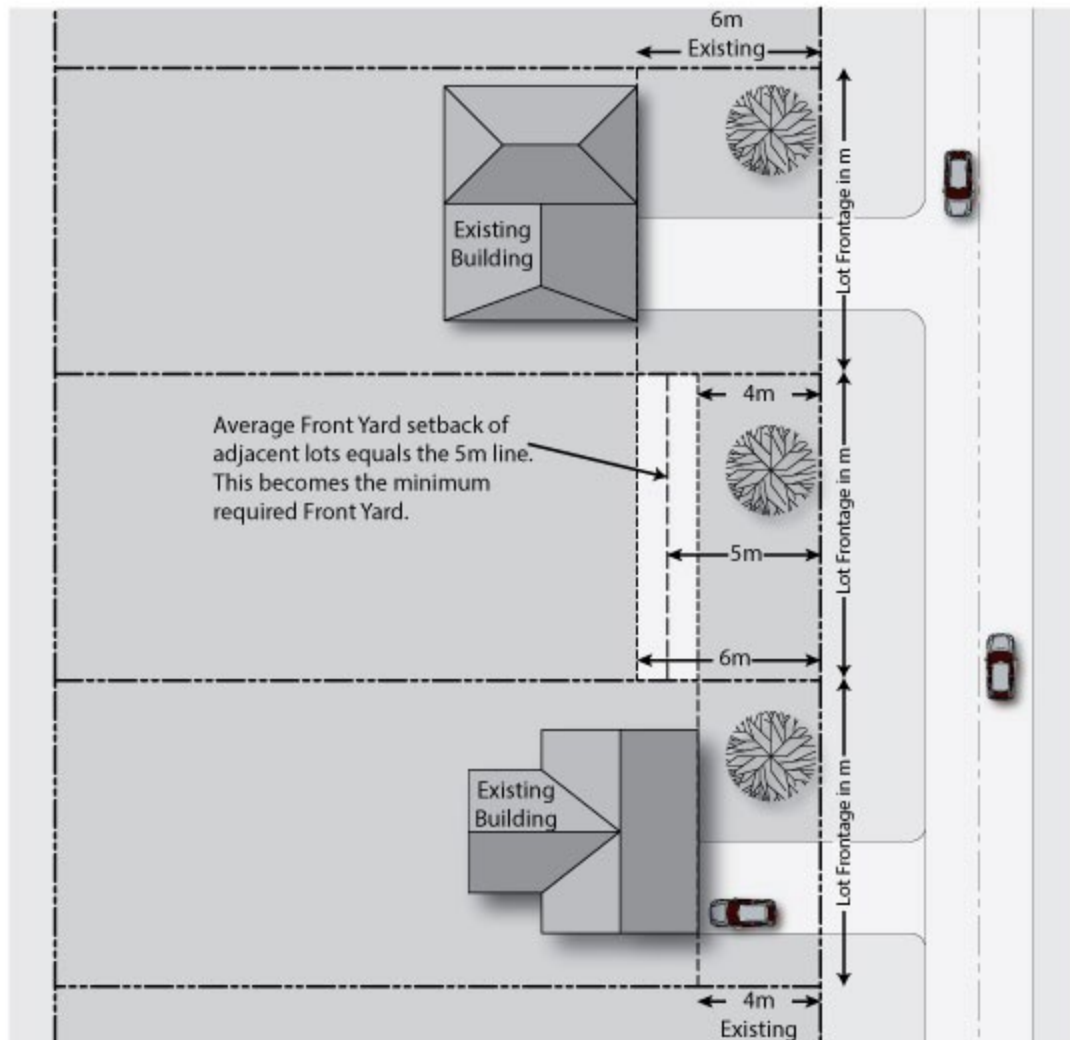 6m
Existing
Lot Frontage in m
Existing
Building
4m
Average Front Yard setback of
adjacent lots equals the 5m line.
This becomes the minimum
required Front Yard.
Lot Frontage in m
5m
6m
Existing
Building
Lot Frontage in m
4m
Existing